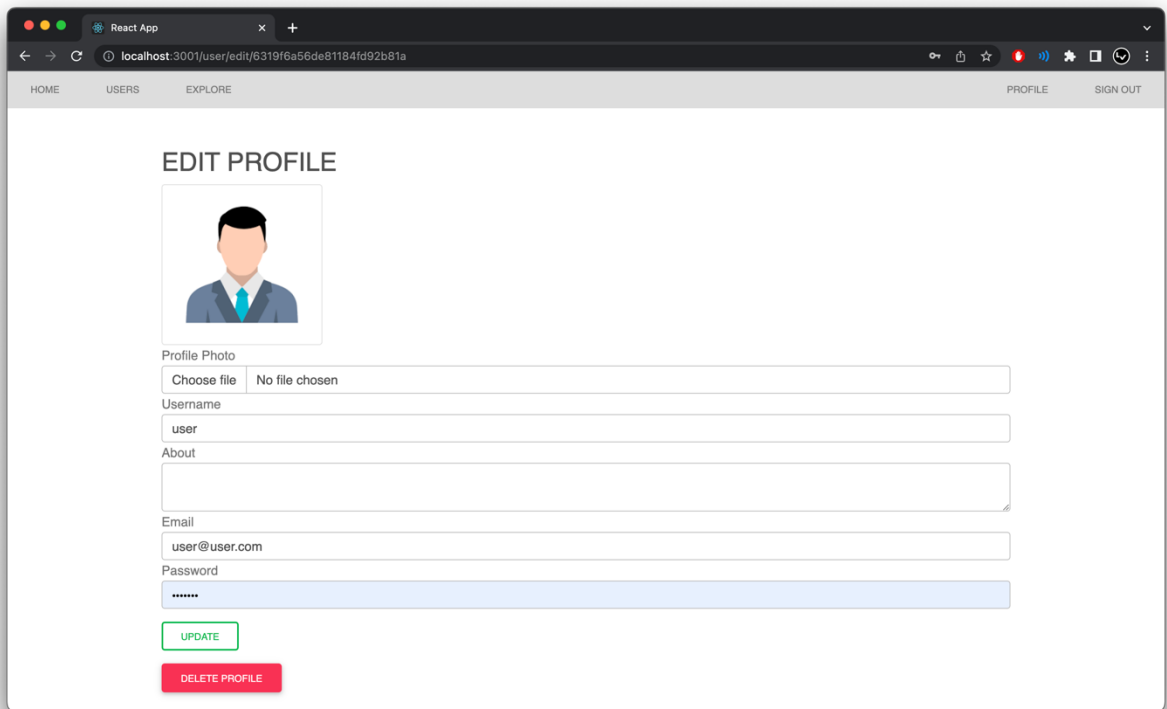 React App
localhost:3001/user/edit/6319f6a56de81184fd92b81a
HOME USERS EXPLORE PROFILE SIGN OUT
EDIT PROFILE
Profile Photo
Choose file No file chosen
Username
user
About
Email
user@user.com
Password
•••••••
UPDATE
DELETE PROFILE